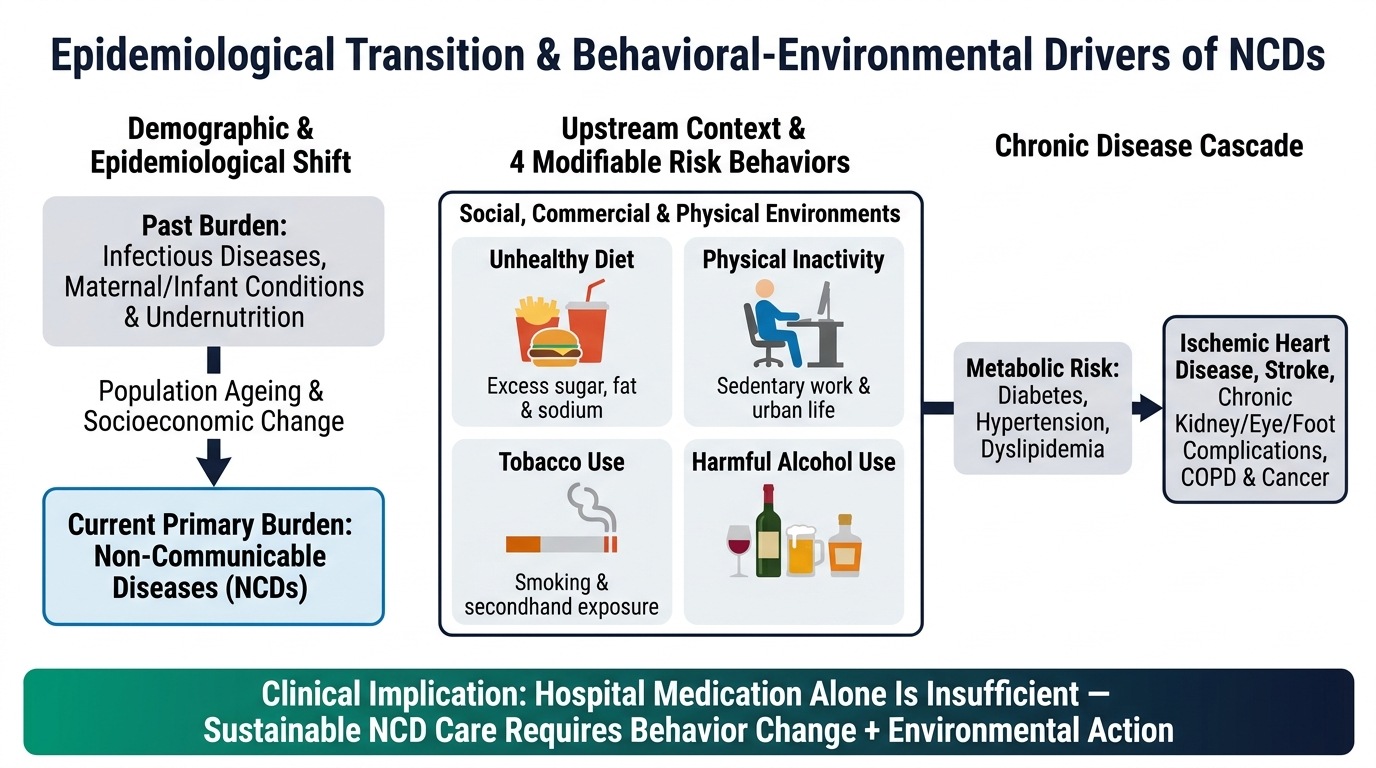 Epidemiological Transition & Behavioral-Environmental Drivers of NCDs
Demographic &
Epidemiological Shift
Past Burden:
Infectious Diseases,
Maternal/Infant Conditions
& Undernutrition
Population Ageing &
Socioeconomic Change
Current Primary Burden:
Non-Communicable
Diseases (NCDs)
Upstream Context &
4 Modifiable Risk Behaviors
Social, Commercial & Physical Environments
Unhealthy Diet
Excess sugar, fat
& sodium
Physical Inactivity
Sedentary work &
urban life
Tobacco Use
Smoking &
secondhand exposure
Harmful Alcohol Use
Chronic Disease Cascade
Metabolic Risk:
Diabetes,
Hypertension,
Dyslipidemia
Ischemic Heart
Disease, Stroke,
Chronic
Kidney/Eye/Foot
Complications,
COPD & Cancer
Clinical Implication: Hospital Medication Alone Is Insufficient —
Sustainable NCD Care Requires Behavior Change + Environmental Action